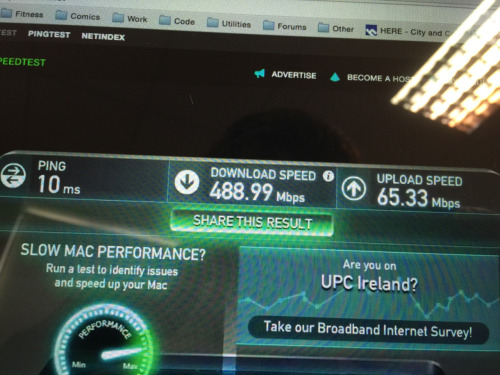 Fitness Comics Work Code Utilities Forums Other HERE - City and C
EST PINGTEST NETINDEX
PEEDTEST
ADVERTISE BECOME A HOS
PING
10 ms
DOWNLOAD SPEED i
488.99 Mbps
UPLOAD SPEED
65.33 Mbps
SHARE THIS RESULT
SLOW MAC PERFORMANCE?
Run a test to identify issues
and speed up your Mac
PERFORMANCE
Min Max
Are you on
UPC Ireland?
Take our Broadband Internet Survey!